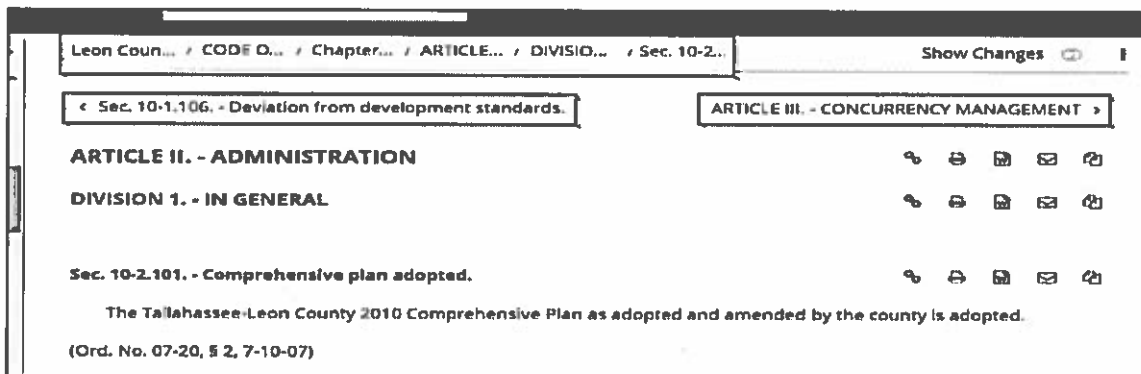 Leon Coun... / CODE O... / Chapter... / ARTICLE... / DIVISIO... / Sec. 10-2...
Show Changes
< Sec. 10-1.106. - Deviation from development standards.
ARTICLE III. - CONCURRENCY MANAGEMENT >
ARTICLE II. - ADMINISTRATION
DIVISION 1. - IN GENERAL
Sec. 10-2.101. - Comprehensive plan adopted.
The Tallahassee-Leon County 2010 Comprehensive Plan as adopted and amended by the county is adopted.
(Ord. No. 07-20, § 2, 7-10-07)